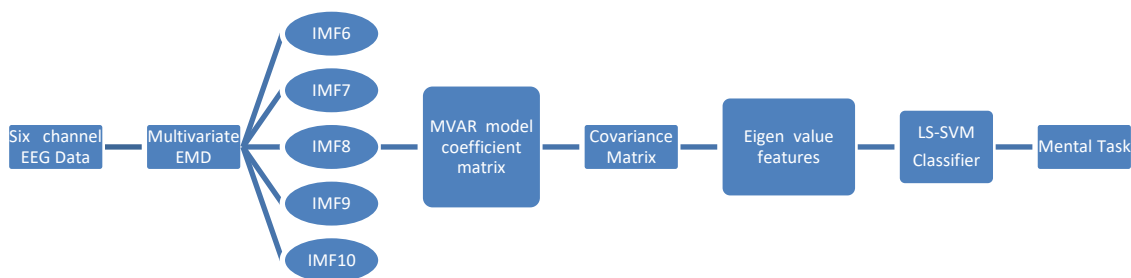 Six channel
EEG Data
Multivariate
EMD
IMF6
IMF7
IMF8
IMF9
IMF10
MVAR model
coefficient
matrix
Covariance
Matrix
Eigen value
features
LS-SVM
Classifier
Mental Task